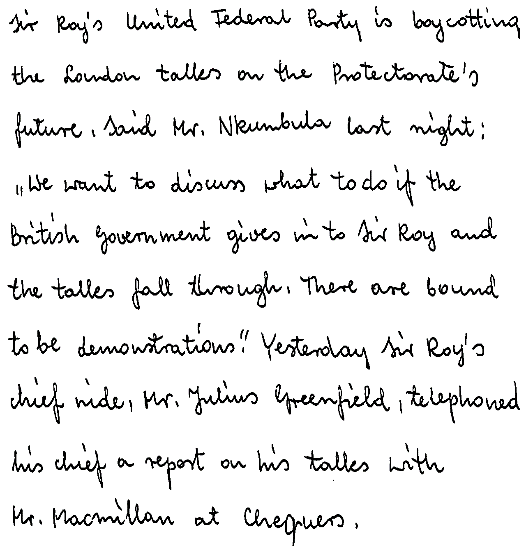 Sir Roy's United Federal Party is boycotting
the London talks on the Protectorate's
future. Said Mr. Nkumbula last night:
"We want to discuss what to do if the
British Government gives in to Sir Roy and
the talks fall through. There are bound
to be demonstrations." Yesterday Sir Roy's
chief aide, Mr. Julius Greenfield, telephoned
his chief a report on his talks with
Mr. Macmillan at Chequers.